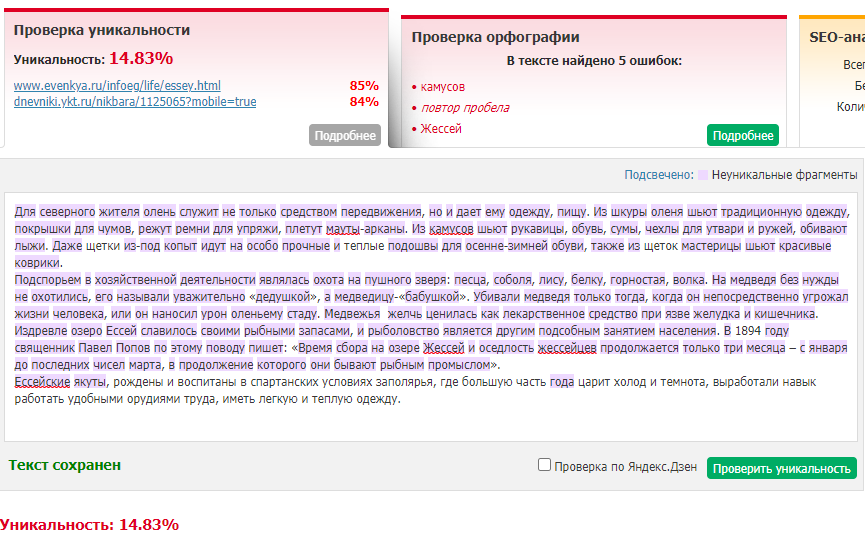 Проверка уникальности
Уникальность: 14.83%
www.evenkya.ru/infoeg/life/essey.html 85%
dnevniki.ykt.ru/nikbara/1125065?mobile=true 84%
Подробнее
Проверка орфографии
В тексте найдено 5 ошибок:
• камусов
• повтор пробела
• Жессей
Подробнее
SEO-ана
Всег
Бе
Колич
Подсвечено: Неуникальные фрагменты
Для северного жителя олень служит не только средством передвижения, но и дает ему одежду, пищу. Из шкуры оленя шьют традиционную одежду,
покрышки для чумов, режут ремни для упряжи, плетут мауты-арканы. Из камусов шьют рукавицы, обувь, сумы, чехлы для утвари и ружей, обивают
лыжи. Даже щетки из-под копыт идут на особо прочные и теплые подошвы для осенне-зимней обуви, также из щеток мастерицы шьют красивые
коврики.
Подспорьем в хозяйственной деятельности являлась охота на пушного зверя: песца, соболя, лису, белку, горностая, волка. На медведя без нужды
не охотились, его называли уважительно «дедушкой», а медведицу-«бабушкой». Убивали медведя только тогда, когда он непосредственно угрожал
жизни человека, или он наносил урон оленьему стаду. Медвежья  желчь ценилась как лекарственное средство при язве желудка и кишечника.
Издревле озеро Ессей славилось своими рыбными запасами, и рыболовство является другим подсобным занятием населения. В 1894 году
священник Павел Попов по этому поводу пишет: «Время сбора на озере Жессей и оседлость жессейцев продолжается только три месяца – с января
до последних чисел марта, в продолжение которого они бывают рыбным промыслом».
Ессейские якуты, рождены и воспитаны в спартанских условиях заполярья, где большую часть года царит холод и темнота, выработали навык
работать удобными орудиями труда, иметь легкую и теплую одежду.
Текст сохранен
Проверка по Яндекс.Дзен
Проверить уникальность
Уникальность: 14.83%